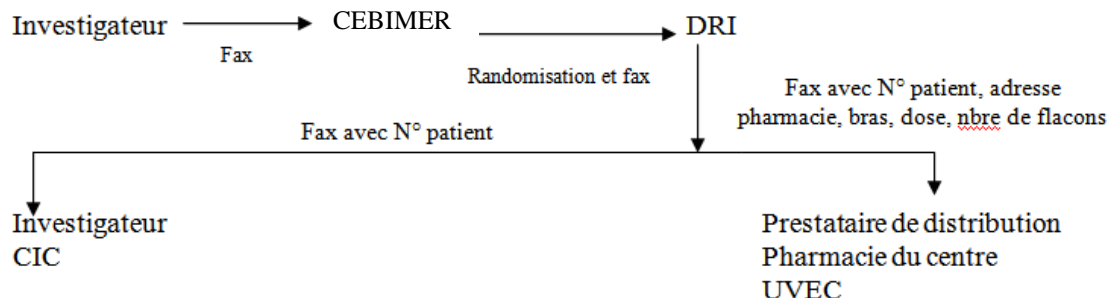 Investigateur
CEBIMER
DRI
Fax
Randomisation et fax
Fax avec N° patient, adresse
pharmacie, bras, dose, nbre de flacons
Fax avec N° patient
Investigateur
CIC
Prestataire de distribution
Pharmacie du centre
UVEC